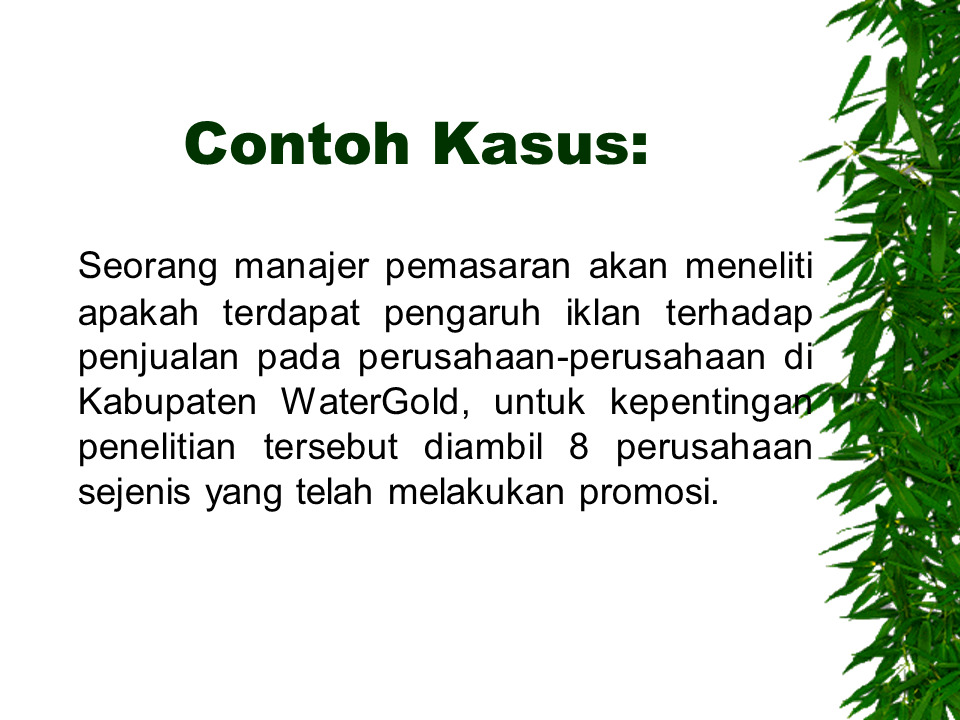 Contoh Kasus:
Seorang manajer pemasaran akan meneliti
apakah terdapat pengaruh iklan terhadap
penjualan pada perusahaan-perusahaan di
Kabupaten WaterGold, untuk kepentingan
penelitian tersebut diambil 8 perusahaan
sejenis yang telah melakukan promosi.